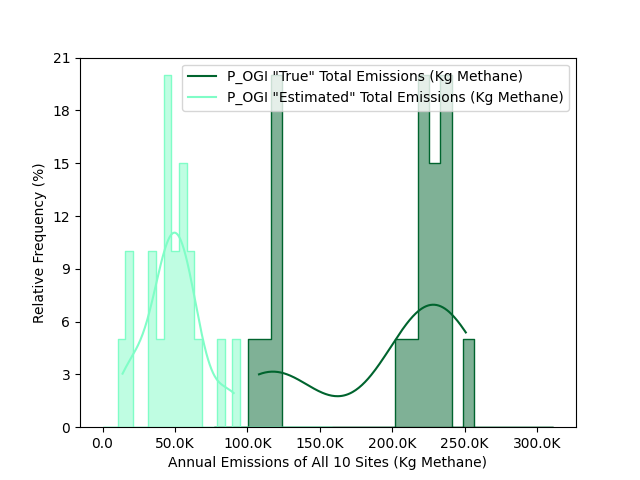 P_OGI "True" Total Emissions (Kg Methane)
P_OGI "Estimated" Total Emissions (Kg Methane)
21
18
15
12
9
6
3
0
Relative Frequency (%)
0.0 50.0K 100.0K 150.0K 200.0K 250.0K 300.0K
Annual Emissions of All 10 Sites (Kg Methane)